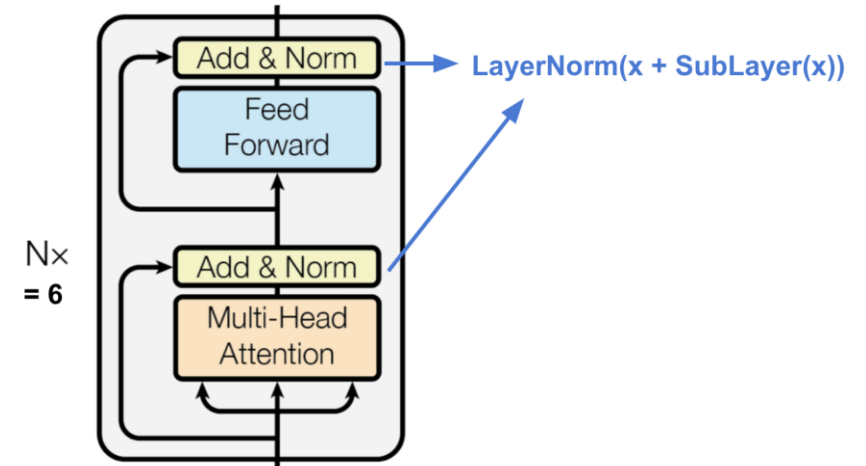 Add & Norm
LayerNorm(x + SubLayer(x))
Feed
Forward
N×
= 6
Add & Norm
Multi-Head
Attention